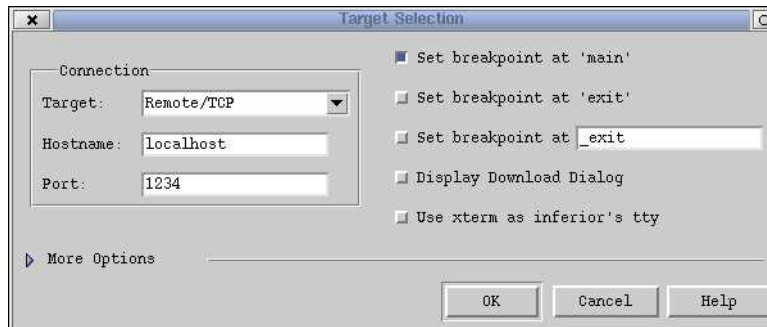 Target Selection
Connection
Target: Remote/TCP
Hostname: localhost
Port: 1234
Set breakpoint at 'main'
Set breakpoint at 'exit'
Set breakpoint at _exit
Display Download Dialog
Use xterm as inferior's tty
More Options
OK Cancel Help